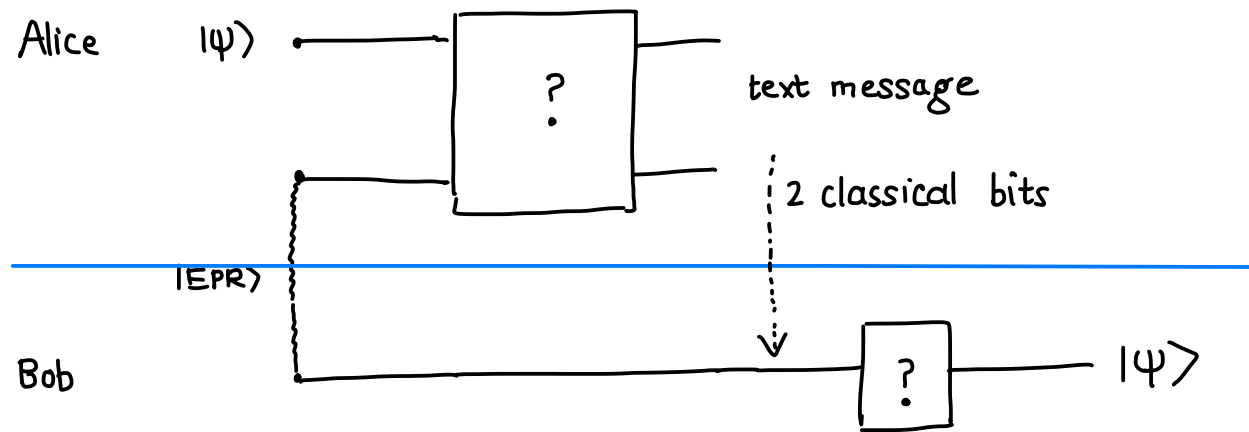 Alice |ψ⟩
?
text message
2 classical bits
|EPR⟩
Bob
?
|ψ⟩